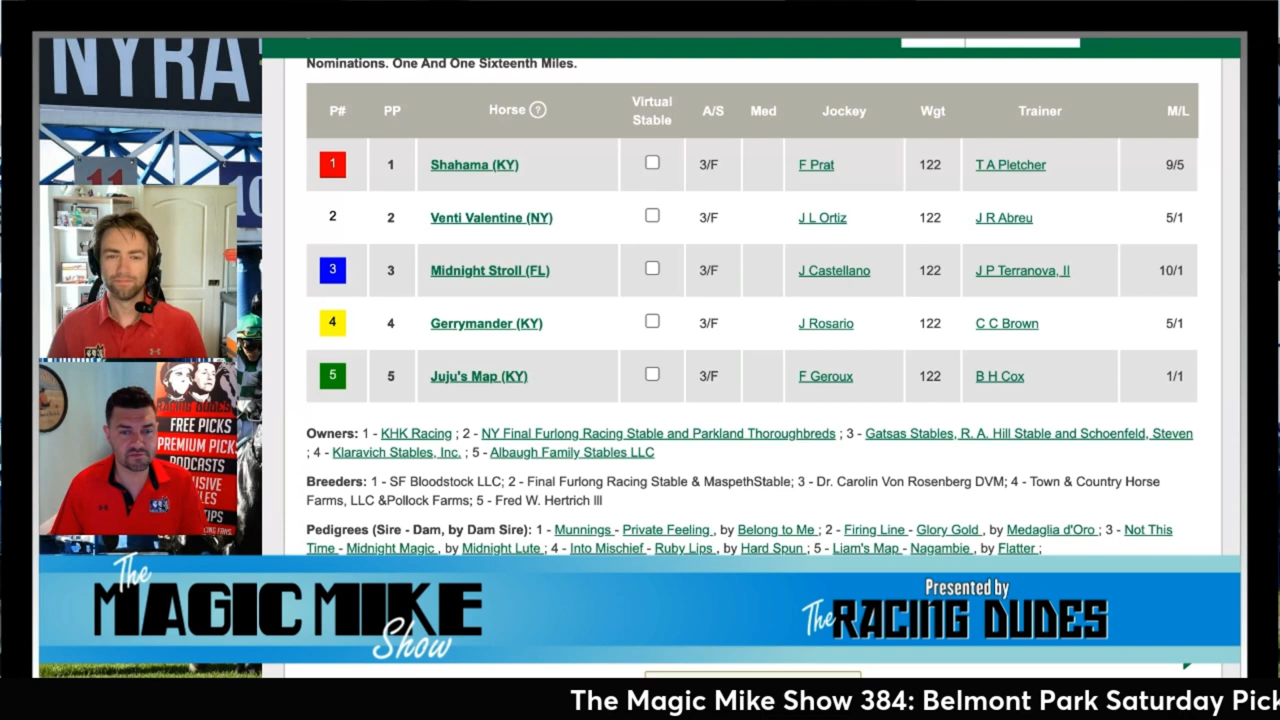 NYRA
11
Nominations. One And One Sixteenth Miles.
P# PP Horse ? Virtual Stable A/S Med Jockey Wgt Trainer M/L
1 1 Shahama (KY) 3/F F Prat 122 T A Pletcher 9/5
2 2 Venti Valentine (NY) 3/F J L Ortiz 122 J R Abreu 5/1
3 3 Midnight Stroll (FL) 3/F J Castellano 122 J P Terranova, II 10/1
4 4 Gerrymander (KY) 3/F J Rosario 122 C C Brown 5/1
5 5 Juju's Map (KY) 3/F F Geroux 122 B H Cox 1/1
Owners: 1 - KHK Racing ; 2 - NY Final Furlong Racing Stable and Parkland Thoroughbreds ; 3 - Gatsas Stables, R. A. Hill Stable and Schoenfeld, Steven
; 4 - Klaravich Stables, Inc. ; 5 - Albaugh Family Stables LLC
Breeders: 1 - SF Bloodstock LLC; 2 - Final Furlong Racing Stable & MaspethStable; 3 - Dr. Carolin Von Rosenberg DVM; 4 - Town & Country Horse
Farms, LLC &Pollock Farms; 5 - Fred W. Hertrich III
Pedigrees (Sire - Dam, by Dam Sire): 1 - Munnings - Private Feeling , by Belong to Me ; 2 - Firing Line - Glory Gold , by Medaglia d'Oro ; 3 - Not This
Time - Midnight Magic , by Midnight Lute ; 4 - Into Mischief - Ruby Lips , by Hard Spun ; 5 - Liam's Map - Nagambie , by Flatter ;
RACING DUDES
FREE PICKS
PREMIUM PICK
PODCASTS
The
MAGIC MIKE
Show
Presented by
The RACING DUDES
The Magic Mike Show 384: Belmont Park Saturday Pick